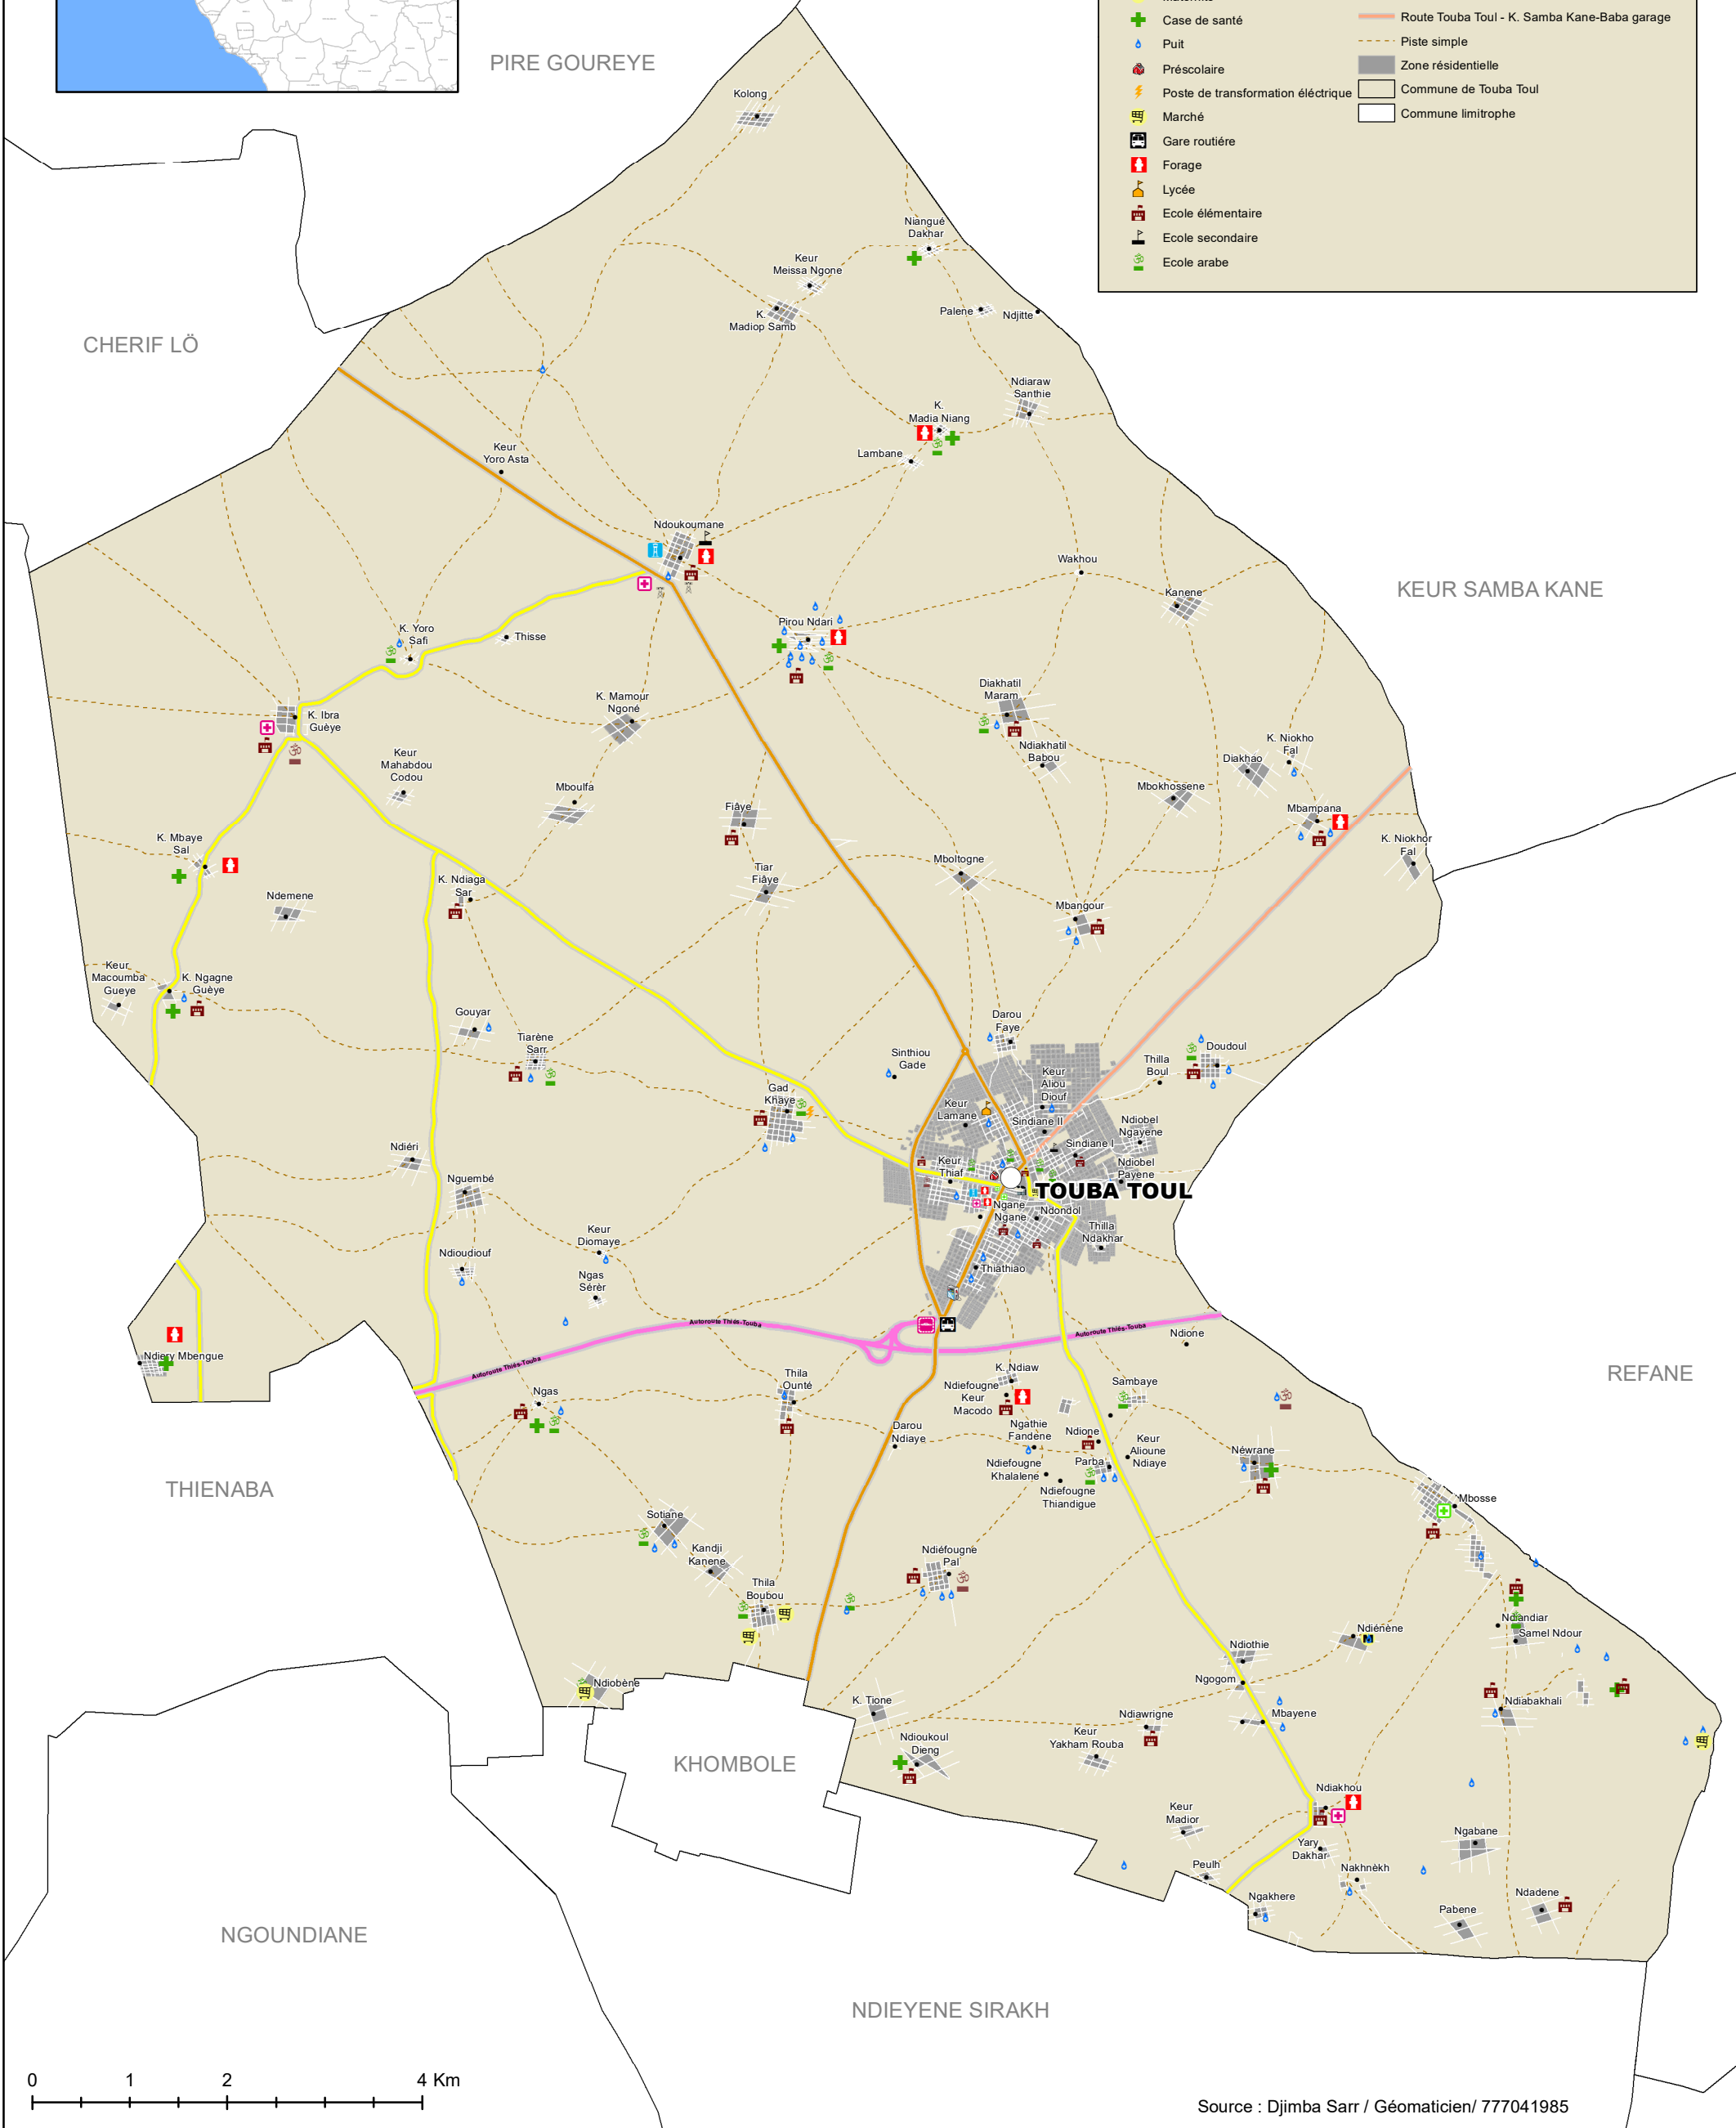 PIRE GOUREYE
Case de santé
Puit
Préscolaire
Poste de transformation éléctrique
Marché
Gare routiére
Forage
Lycée
Ecole élémentaire
Ecole secondaire
Ecole arabe
Route Touba Toul - K. Samba Kane-Baba garage
Piste simple
Zone résidentielle
Commune de Touba Toul
Commune limitrophe
Kolong
Niangué
Dakhar
Keur
Meissa Ngone
K.
Madiop Samb
Palene
Ndjitte
CHERIF LÖ
Ndiaraw
Santhie
K.
Madia Niang
Lambane
Keur
Yoro Asta
Ndoukoumane
Wakhou
KEUR SAMBA KANE
Kanene
Pirou Ndari
K. Yoro
Safi
Thisse
K. Mamour
Ngoné
Diakhatil
Maram
K. Ibra
Guèye
Ndiakhatil
Babou
K. Niokho
Fal
Diakhao
Keur
Mahabdou
Codou
Mboulfa
Mbokhossene
Fiâye
Mbampana
K. Niokhor
Fal
K. Mbaye
Sal
Tiar
Fiâye
Mboltogne
K. Ndiaga
Sar
Ndemene
Mbangour
Keur
Macoumba
Gueye
K. Ngagne
Guèye
Gouyar
Tiarène
Sarr
Darou
Faye
Sinthiou
Gade
Doudoul
Thilla
Boul
Keur
Aliou
Diouf
Gad
Khaye
Keur
Lamane
Sindiane II
Ndiobel
Ngayene
Sindiane I
Ndiéri
Keur
Thiaf
Ndiobel
Payene
TOUBA TOUL
Nguembé
Ngane
Ngane
Ndondol
Thilla
Ndakhar
Keur
Diomaye
Ndioudiouf
Thiathiao
Ngas
Sérèr
Autoroute Thiès-Touba
Autoroute Thiès-Touba
Autoroute Thiès-Touba
Ndione
Ndiery Mbengue
REFANE
K. Ndiaw
Thila
Ounté
Ndiefougne
Keur
Macodo
Sambaye
Ngas
Darou
Ndiaye
Ngathie
Fandene
Ndione
Keur
Alioune
Ndiaye
Néwrane
Ndiefougne
Khalalene
Parba
Ndiefougne
Thiandigue
THIENABA
Mbosse
Sotiane
Kandji
Kanene
Ndiéfougne
Pal
Thila
Boubou
Ndiandiar
Samel Ndour
Ndiénène
Ndiothie
Ngogom
Ndiobène
K. Tione
Ndiabakhali
Ndiawrigne
Mbayene
Keur
Yakham Rouba
Ndioukoul
Dieng
KHOMBOLE
Ndiakhou
Keur
Madior
Ngabane
Yary
Dakhar
Peulh
Nakhnèkh
Ngakhere
Ndadene
Pabene
NGOUNDIANE
NDIEYENE SIRAKH
0 1 2 4 Km
Source : Djimba Sarr / Géomaticien/ 777041985